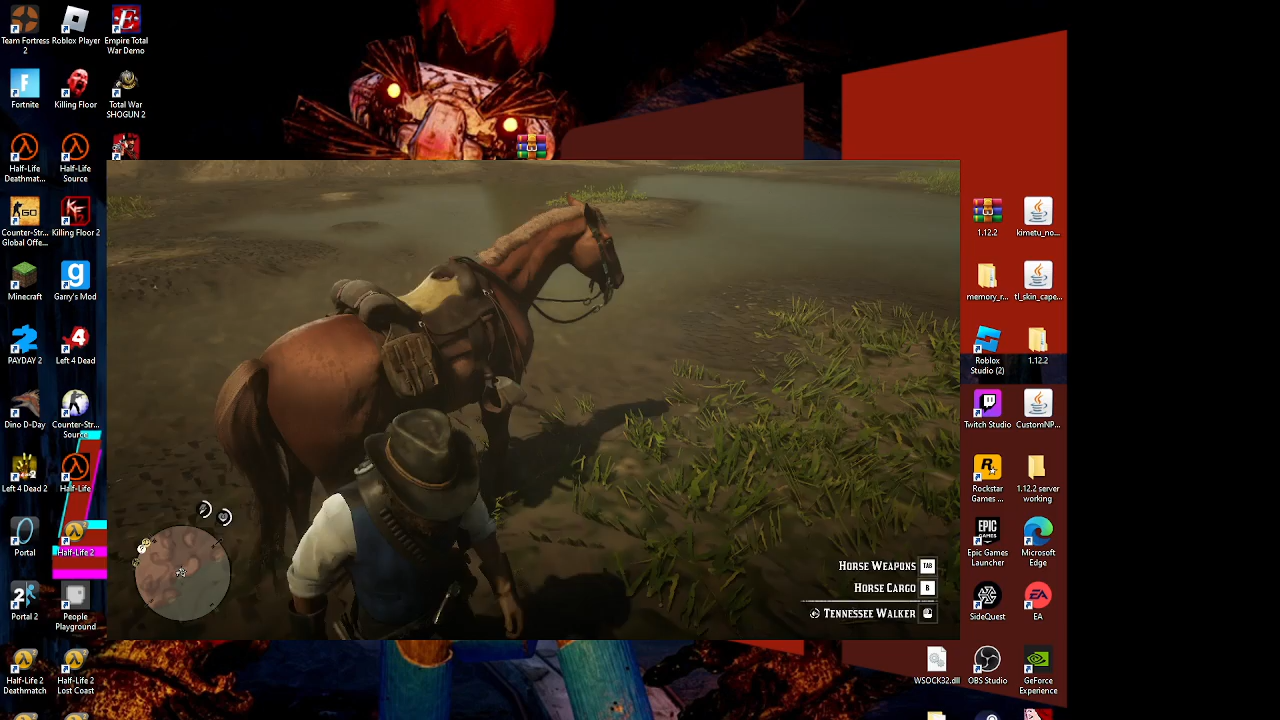 Team Fortress
2
Roblox Player
Empire Total
War Demo
Fortnite
Killing Floor
Total War
SHOGUN 2
Half-Life
Deathmat...
Half-Life
Source
GO
Counter-Str...
Global Offe...
Killing Floor 2
Minecraft
Garry's Mod
PAYDAY 2
Left 4 Dead
Dino D-Day
Counter-Str...
Source
Left 4 Dead 2
Half-Life
Portal
Half-Life 2
Portal 2
People
Playground
Half-Life 2
Deathmatch
Half-Life 2
Lost Coast
HORSE WEAPONS TAB
HORSE CARGO B
TENNESSEE WALKER
1.12.2
kimetu_no...
memory_r...
tl_skin_cape...
Roblox
Studio (2)
1.12.2
Twitch Studio
CustomNP...
Rockstar
Games ...
1.12.2 server
working
EPIC
GAMES
Epic Games
Launcher
Microsoft
Edge
SideQuest
EA
EA
WSOCK32.dll
OBS Studio
GeForce
Experience